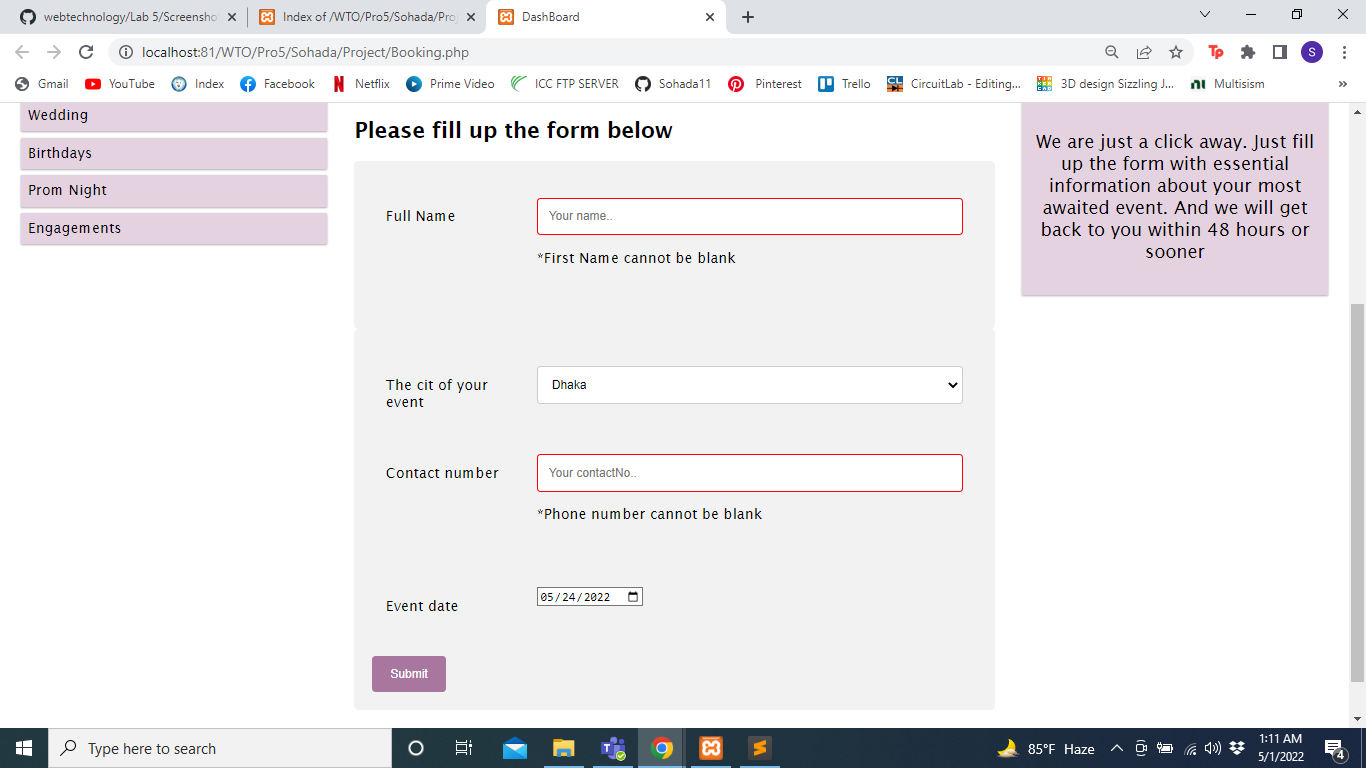 webtechnology/Lab 5/Screensho
Index of /WTO/Pro5/Sohada/Proj
DashBoard
localhost:81/WTO/Pro5/Sohada/Project/Booking.php
Tp
S
Gmail
YouTube
Index
Facebook
Netflix
Prime Video
ICC FTP SERVER
Sohada11
Pinterest
Trello
CircuitLab - Editing...
3D design Sizzling J...
Multisism
»
Wedding
Birthdays
Prom Night
Engagements
Please fill up the form below
Full Name
Your name..
*First Name cannot be blank
The cit of your
event
Dhaka
Contact number
Your contactNo..
*Phone number cannot be blank
Event date
05/24/2022
Submit
We are just a click away. Just fill
up the form with essential
information about your most
awaited event. And we will get
back to you within 48 hours or
sooner
Type here to search
85°F Haze
1:11 AM
5/1/2022
4